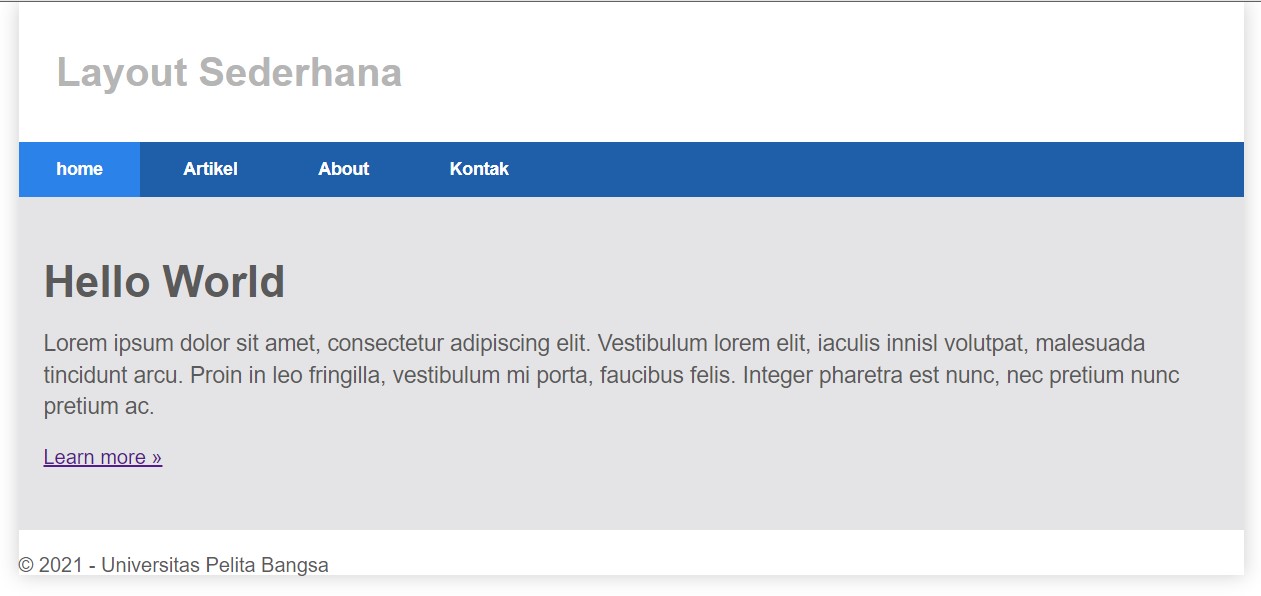 Layout Sederhana
home Artikel About Kontak
Hello World
Lorem ipsum dolor sit amet, consectetur adipiscing elit. Vestibulum lorem elit, iaculis innisl volutpat, malesuada
tincidunt arcu. Proin in leo fringilla, vestibulum mi porta, faucibus felis. Integer pharetra est nunc, nec pretium nunc
pretium ac.
Learn more »
© 2021 - Universitas Pelita Bangsa